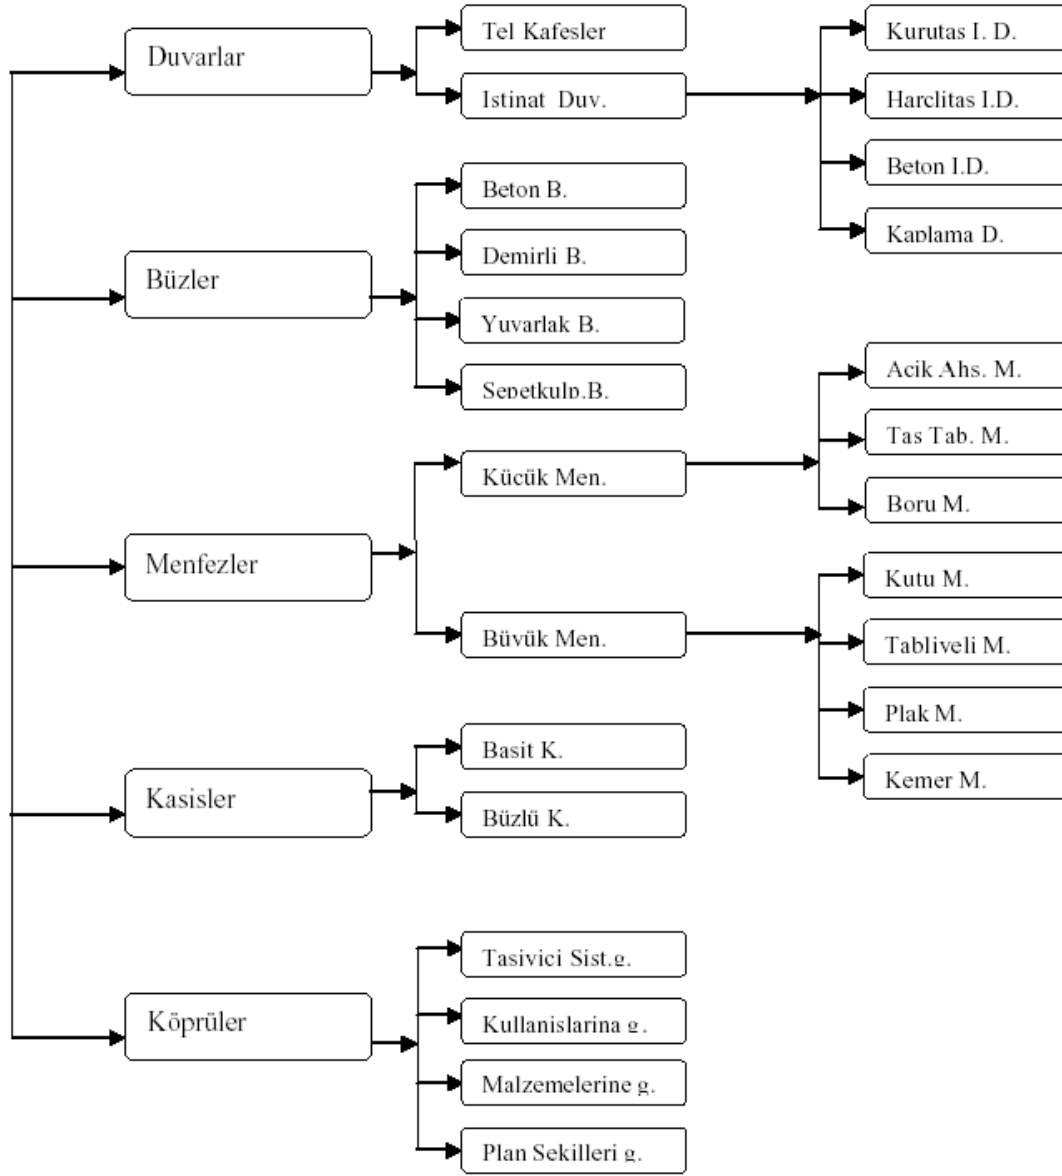 Duvarlar
Tel Kafesler
Istinat Duv.
Kurutas I. D.
Harclitas I.D.
Beton I.D.
Kaplama D.
Büzler
Beton B.
Demirli B.
Yuvarlak B.
Sepetkulp.B.
Menfezler
Kücük Men.
Acik Ahs. M.
Tas Tab. M.
Boru M.
Büyük Men.
Kutu M.
Tabliyeli M.
Plak M.
Kemer M.
Kasisler
Basit K.
Büzlü K.
Köprüler
Tasiyici Sist.g.
Kullanislarina g.
Malzemelerine g.
Plan Sekilleri g.